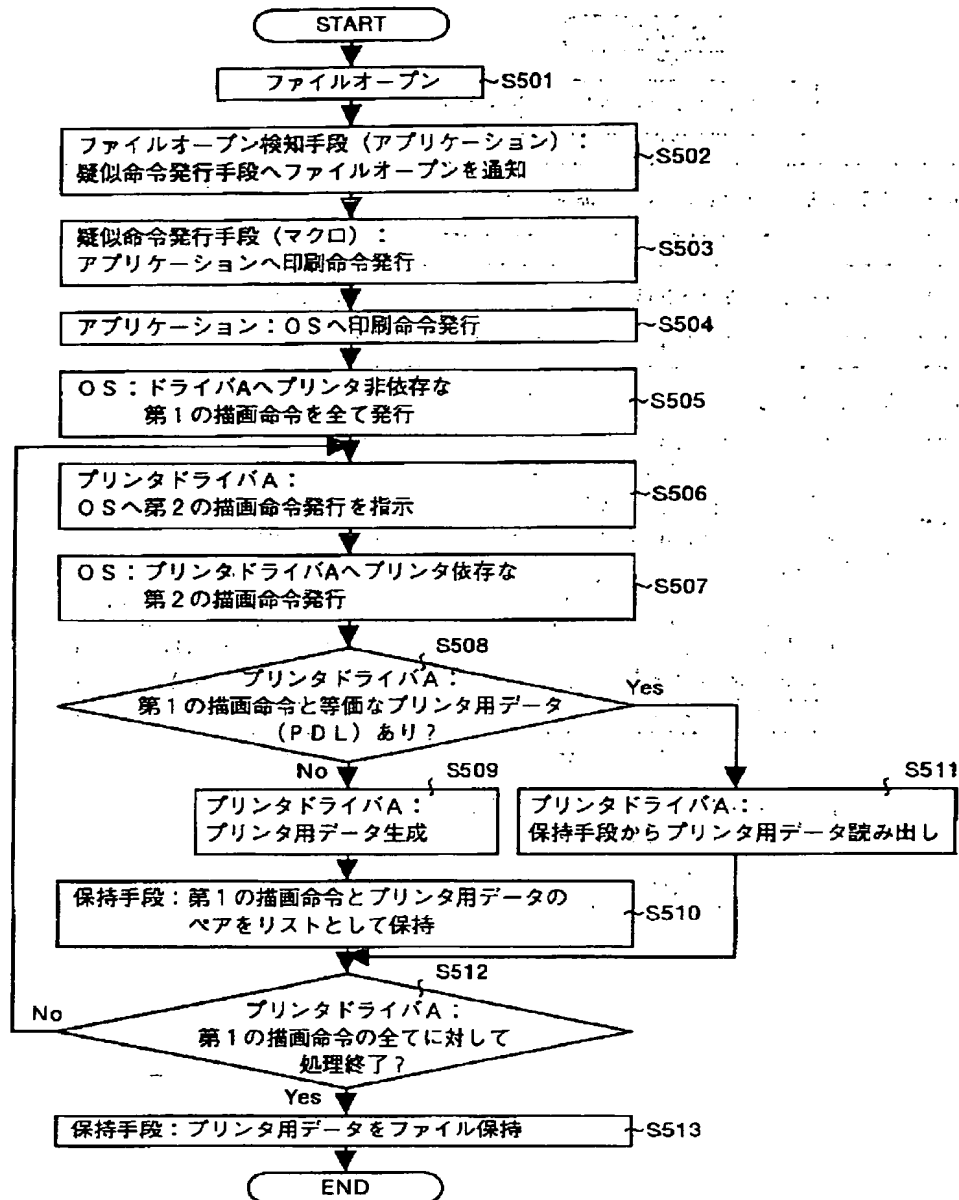 START
ファイルオープン
S501
ファイルオープン検知手段（アプリケーション）：
疑似命令発行手段へファイルオープンを通知
S502
疑似命令発行手段（マクロ）：
アプリケーションへ印刷命令発行
S503
アプリケーション：ＯＳへ印刷命令発行
S504
ＯＳ：ドライバAへプリンタ非依存な
第１の描画命令を全て発行
S505
プリンタドライバA：
ＯＳへ第２の描画命令発行を指示
S506
ＯＳ：プリンタドライバAへプリンタ依存な
第２の描画命令発行
S507
S508
プリンタドライバA：
第１の描画命令と等価なプリンタ用データ
（ＰＤＬ）あり？
Yes
No
S509
プリンタドライバA：
プリンタ用データ生成
S511
プリンタドライバA：
保持手段からプリンタ用データ読み出し
保持手段：第１の描画命令とプリンタ用データの
ペアをリストとして保持
S510
S512
No
プリンタドライバA：
第１の描画命令の全てに対して
処理終了？
Yes
保持手段：プリンタ用データをファイル保持
S513
END